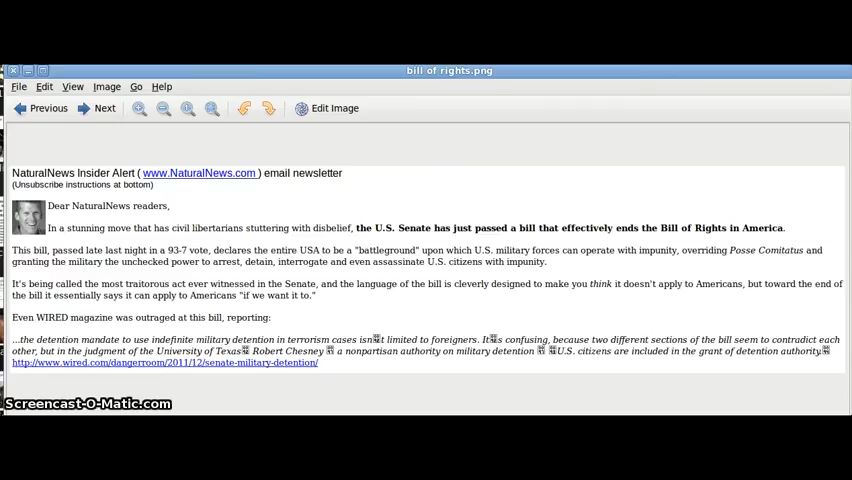 bill of rights.png
File Edit View Image Go Help
Previous Next Edit Image
NaturalNews Insider Alert ( www.NaturalNews.com ) email newsletter
(Unsubscribe instructions at bottom)
Dear NaturalNews readers,
In a stunning move that has civil libertarians stuttering with disbelief, the U.S. Senate has just passed a bill that effectively ends the Bill of Rights in America.
This bill, passed late last night in a 93-7 vote, declares the entire USA to be a "battleground" upon which U.S. military forces can operate with impunity, overriding Posse Comitatus and
granting the military the unchecked power to arrest, detain, interrogate and even assassinate U.S. citizens with impunity.
It's being called the most traitorous act ever witnessed in the Senate, and the language of the bill is cleverly designed to make you think it doesn't apply to Americans, but toward the end of
the bill it essentially says it can apply to Americans "if we want it to."
Even WIRED magazine was outraged at this bill, reporting:
...the detention mandate to use indefinite military detention in terrorism cases isn t limited to foreigners. It s confusing, because two different sections of the bill seem to contradict each
other, but in the judgment of the University of Texas Robert Chesney a nonpartisan authority on military detention U.S. citizens are included in the grant of detention authority.
http://www.wired.com/dangerroom/2011/12/senate-military-detention/
Screencast-O-Matic.com